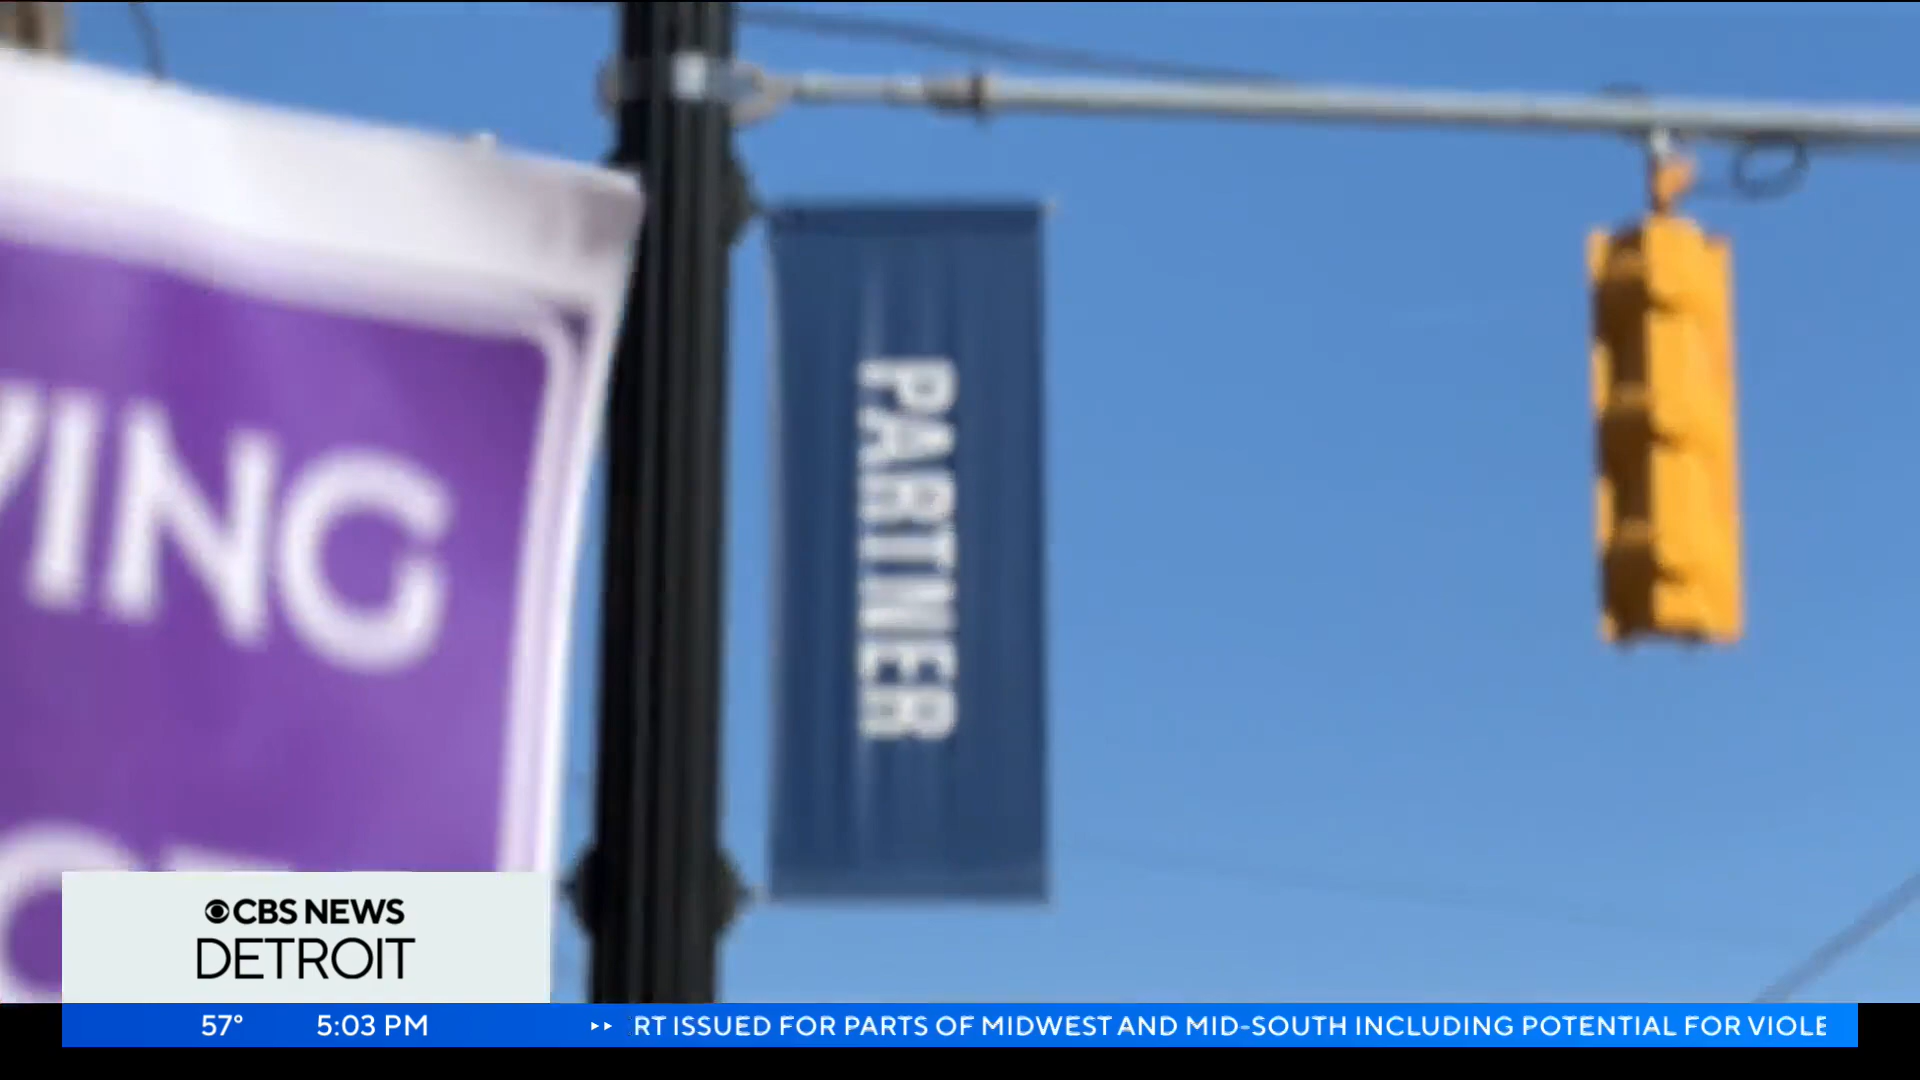 VING
PARTNER
CBS NEWS
DETROIT
57° 5:03 PM RT ISSUED FOR PARTS OF MIDWEST AND MID-SOUTH INCLUDING POTENTIAL FOR VIOLE